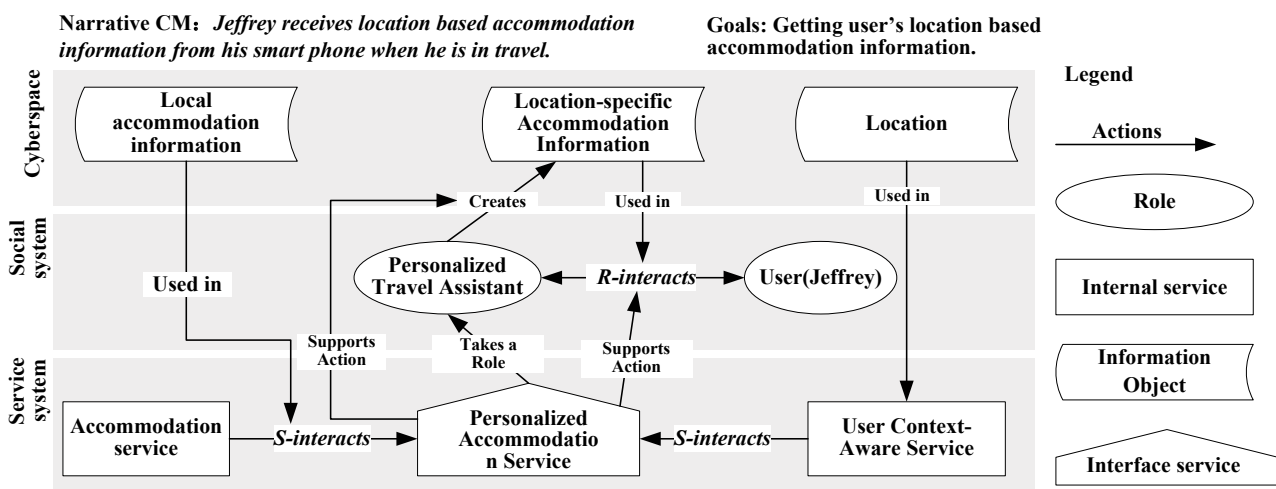 Narrative CM: Jeffrey receives location based accommodation
information from his smart phone when he is in travel.
Goals: Getting user's location based
accommodation information.
Cyberspace
Local
accommodation
information
Location-specific
Accommodation
Information
Location
Legend
Actions
Creates
Used in
Used in
Role
Social
system
Used in
Personalized
Travel Assistant
R-interacts
User(Jeffrey)
Internal service
Supports
Action
Takes a
Role
Supports
Action
Information
Object
Service
system
Accommodation
service
S-interacts
Personalized
Accommodatio
n Service
S-interacts
User Context-
Aware Service
Interface service